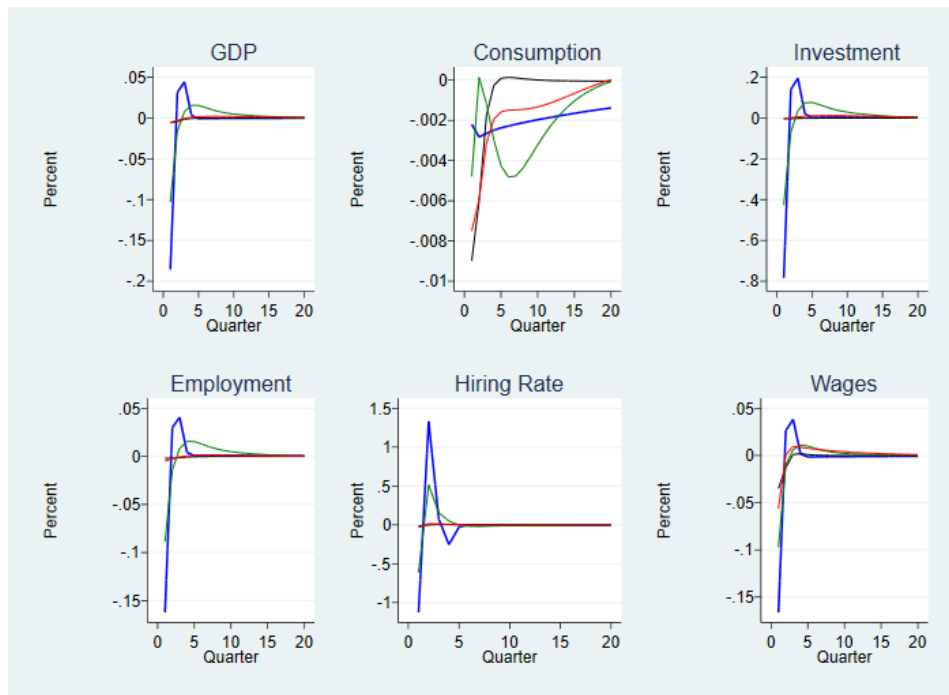 GDP
Percent
.05
0
-.05
-.1
-.15
-.2
0 5 10 15 20
Quarter
Consumption
Percent
0
-.002
-.004
-.006
-.008
-.01
0 5 10 15 20
Quarter
Investment
Percent
.2
0
-.2
-.4
-.6
-.8
0 5 10 15 20
Quarter
Employment
Percent
.05
0
-.05
-.1
-.15
0 5 10 15 20
Quarter
Hiring Rate
Percent
1.5
1
.5
0
-.5
-1
0 5 10 15 20
Quarter
Wages
Percent
.05
0
-.05
-.1
-.15
0 5 10 15 20
Quarter